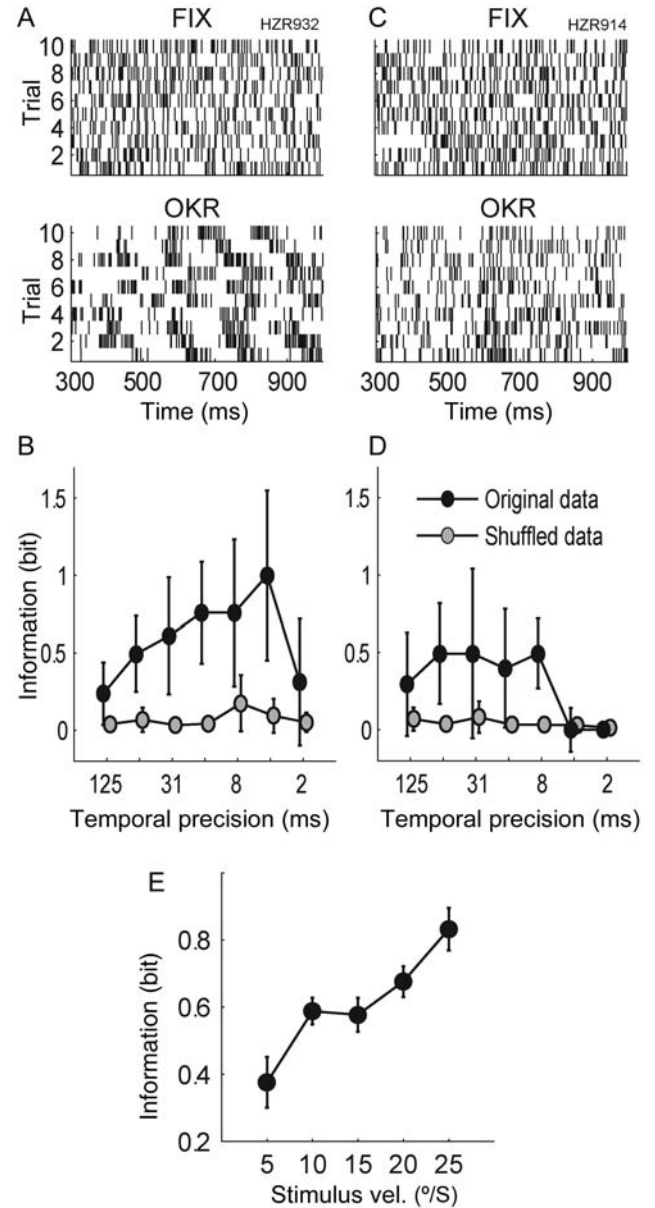 A FIX HZR932
Trial
10
8
6
4
2
OKR
Trial
10
8
6
4
2
300 500 700 900
Time (ms)
C FIX HZR914
OKR
300 500 700 900
Time (ms)
B
Information (bit)
1.5
1
0.5
0
125 31 8 2
Temporal precision (ms)
D
Original data
Shuffled data
1.5
1
0.5
0
125 31 8 2
Temporal precision (ms)
E
Information (bit)
0.8
0.6
0.4
0.2
5 10 15 20 25
Stimulus vel. (º/S)